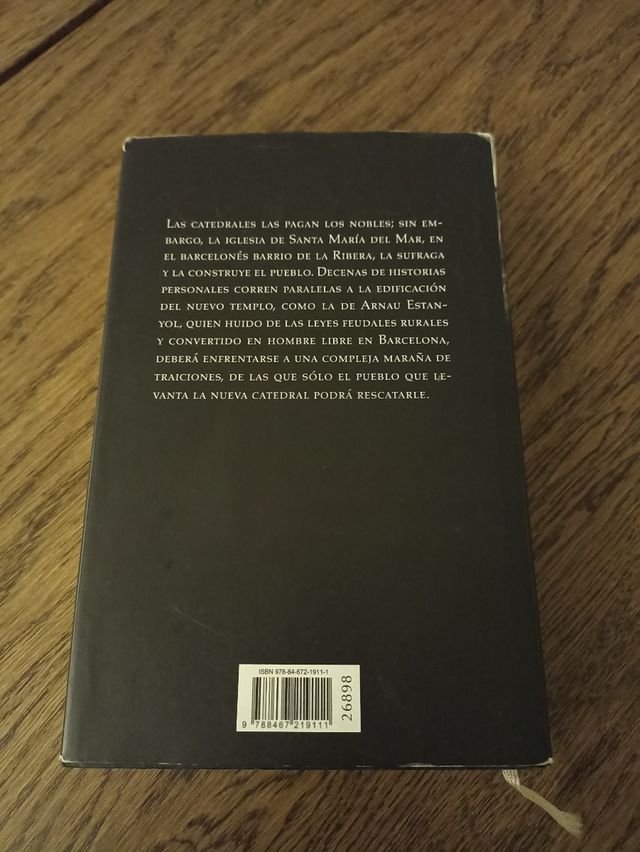 LAS CATEDRALES LAS PAGAN LOS NOBLES; SIN EM-
BARGO, LA IGLESIA DE SANTA MARÍA DEL MAR, EN
EL BARCELONÉS BARRIO DE LA RIBERA, LA SUFRAGA
Y LA CONSTRUYE EL PUEBLO. DECENAS DE HISTORIAS
PERSONALES CORREN PARALELAS A LA EDIFICACIÓN
DEL NUEVO TEMPLO, COMO LA DE ARNAU ESTAN-
YOL, QUIEN HUIDO DE LAS LEYES FEUDALES RURALES
Y CONVERTIDO EN HOMBRE LIBRE EN BARCELONA,
DEBERÁ ENFRENTARSE A UNA COMPLEJA MARAÑA DE
TRAICIONES, DE LAS QUE SÓLO EL PUEBLO QUE LE-
VANTA LA NUEVA CATEDRAL PODRÁ RESCATARLE.
ISBN 978-84-672-1911-1
9 788467 219111
26898